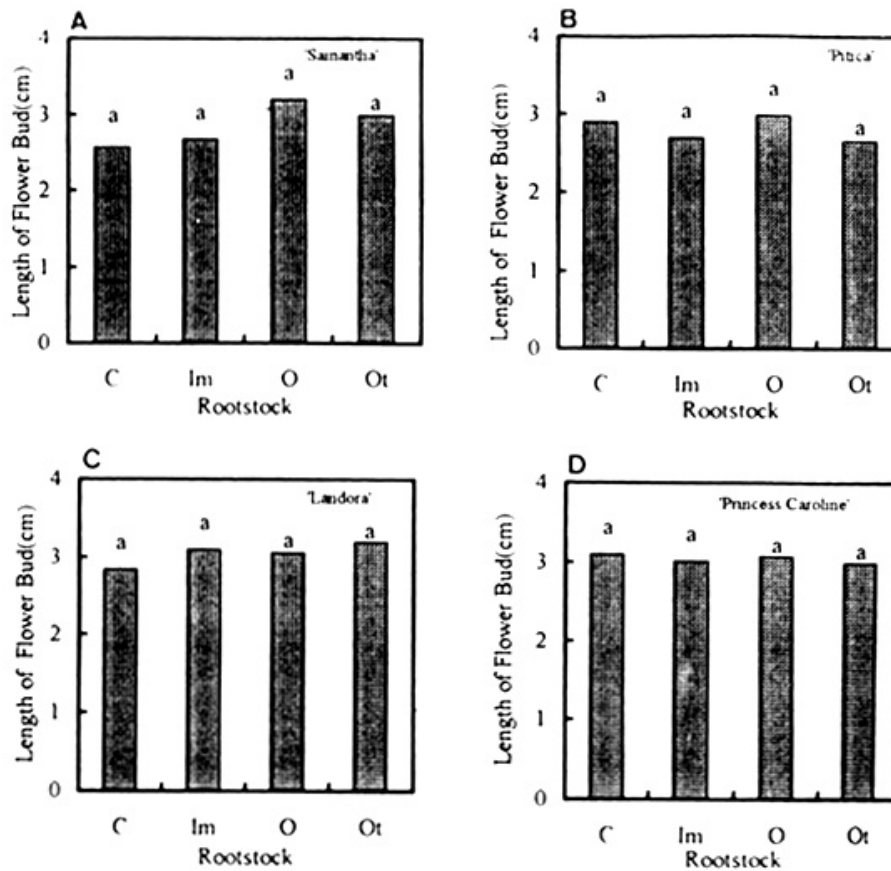 A
'Samantha'
4
3
2
1
0
Length of Flower Bud(cm)
a
a
a
a
C
Im
O
Ot
Rootstock
B
'Pitica'
4
3
2
1
0
Length of Flower Bud(cm)
a
a
a
a
C
Im
O
Ot
Rootstock
C
'Landora'
4
3
2
1
0
Length of Flower Bud(cm)
a
a
a
a
C
Im
O
Ot
Rootstock
D
'Princess Caroline'
4
3
2
1
0
Length of Flower Bud(cm)
a
a
a
a
C
Im
O
Ot
Rootstock